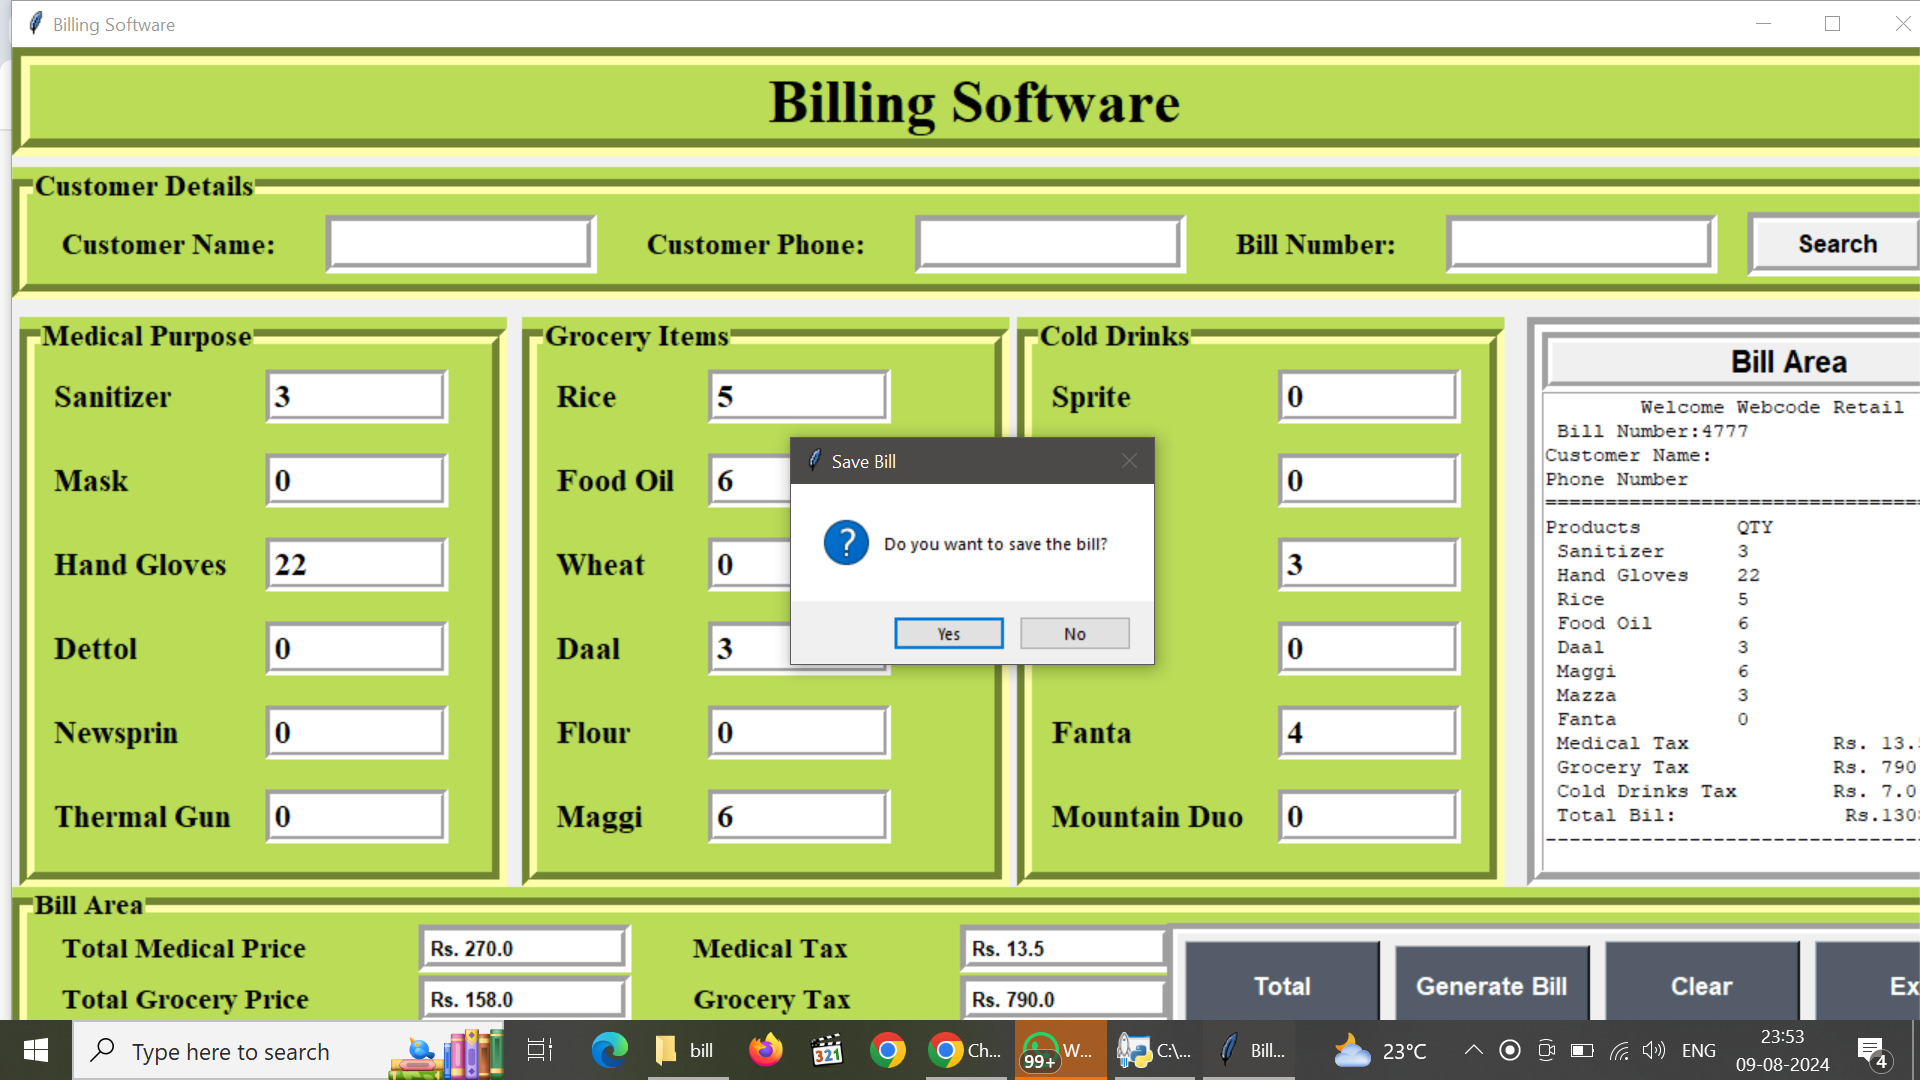 Billing Software
Billing Software
Customer Details
Customer Name: Customer Phone: Bill Number: Search
Medical Purpose
Sanitizer 3
Mask 0
Hand Gloves 22
Dettol 0
Newsprin 0
Thermal Gun 0
Grocery Items
Rice 5
Food Oil 6
Wheat 0
Daal 3
Flour 0
Maggi 6
Cold Drinks
Sprite 0
0
3
0
Fanta 4
Mountain Duo 0
Save Bill
Do you want to save the bill?
Yes No
Bill Area
Welcome Webcode Retail
Bill Number:4777
Customer Name:
Phone Number
======================================
Products QTY
Sanitizer 3
Hand Gloves 22
Rice 5
Food Oil 6
Daal 3
Maggi 6
Mazza 3
Fanta 0
Medical Tax Rs. 13.
Grocery Tax Rs. 790
Cold Drinks Tax Rs. 7.0
Total Bil: Rs.130
--------------------------------------
Bill Area
Total Medical Price Rs. 270.0 Medical Tax Rs. 13.5
Total Grocery Price Rs. 158.0 Grocery Tax Rs. 790.0
Total Generate Bill Clear Ex
Type here to search bill 321 Ch... 99+ W... C:\... Bill... 23°C ENG 23:53
09-08-2024 4